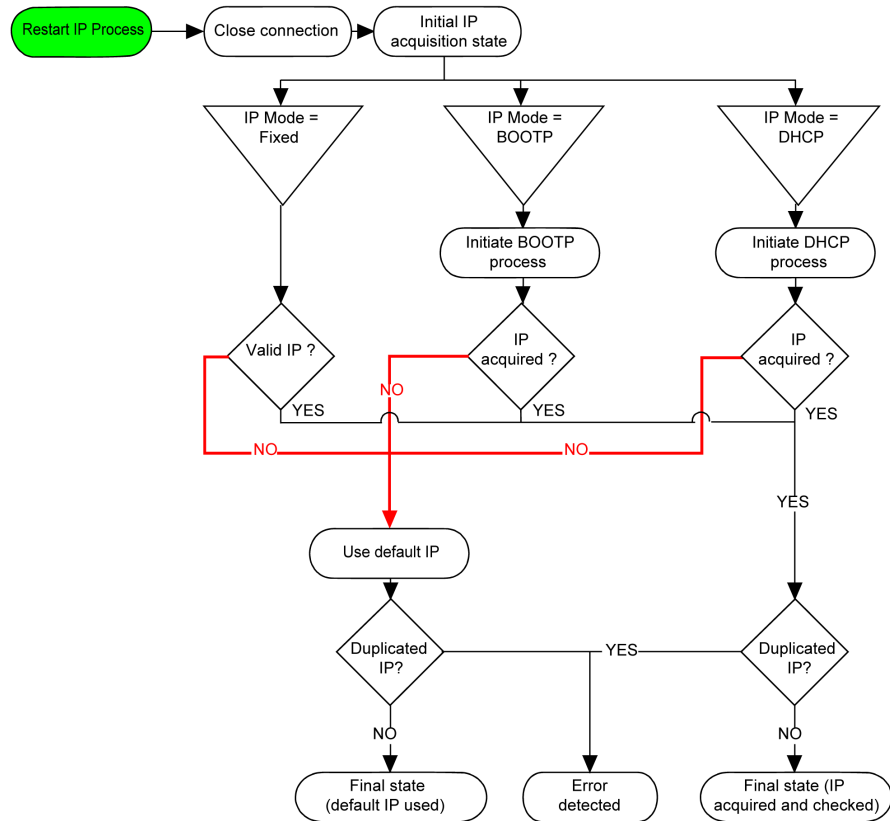 Restart IP Process
Close connection
Initial IP
acquisition state
IP Mode =
Fixed
IP Mode =
BOOTP
IP Mode =
DHCP
Initiate BOOTP
process
Initiate DHCP
process
Valid IP ?
IP
acquired ?
IP
acquired ?
NO
YES
YES
YES
NO
NO
YES
Use default IP
Duplicated
IP?
YES
Duplicated
IP?
NO
NO
Final state
(default IP used)
Error
detected
Final state (IP
acquired and checked)